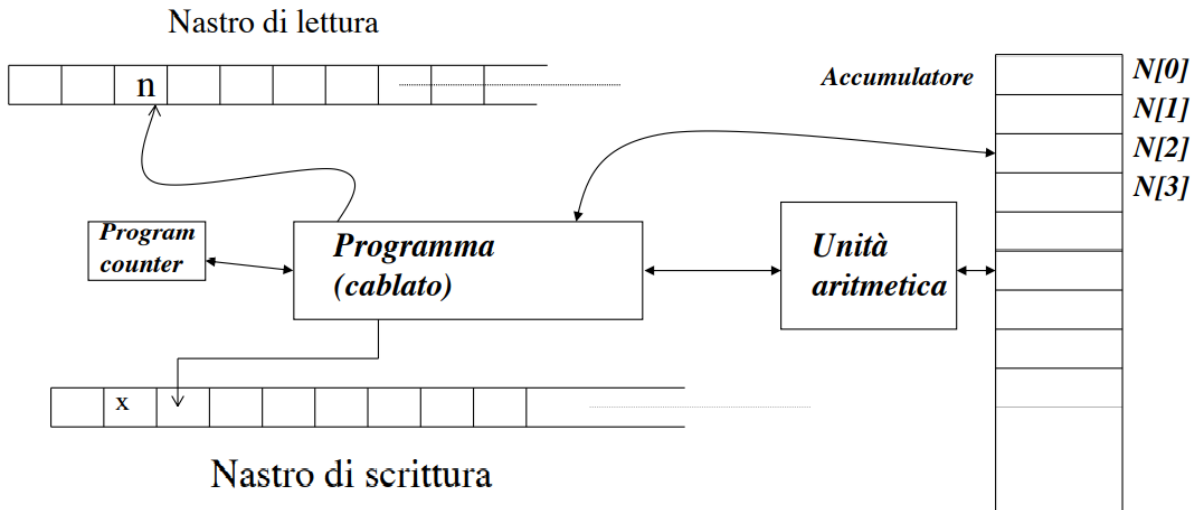 Nastro di lettura
n
Accumulatore
N[0]
N[1]
N[2]
N[3]
Program
counter
Programma
(cablato)
Unità
aritmetica
x
Nastro di scrittura